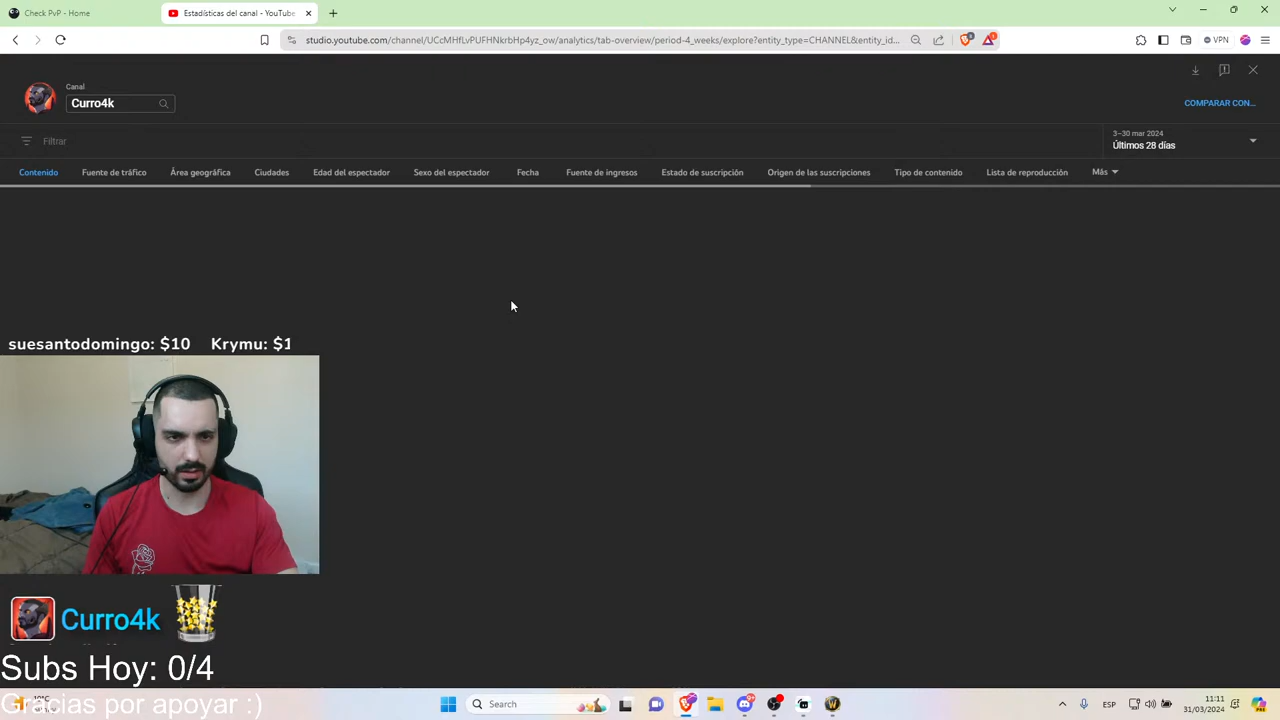 Check PvP - Home
Estadísticas del canal - YouTube
studio.youtube.com/channel/UCcMHfLvPUFHNkrbHp4yz_ow/analytics/tab-overview/period-4_weeks/explore?entity_type=CHANNEL&entity_id...
VPN
Canal
Curro4k
COMPARAR CON...
Filtrar
3–30 mar 2024
Últimos 28 días
Contenido
Fuente de tráfico
Área geográfica
Ciudades
Edad del espectador
Sexo del espectador
Fecha
Fuente de ingresos
Estado de suscripción
Origen de las suscripciones
Tipo de contenido
Lista de reproducción
Más
suesantodomingo: $10 Krymu: $1
Curro4k
Subs Hoy: 0/4
Gracias por apoyar :)
Search
ESP
11:11
31/03/2024